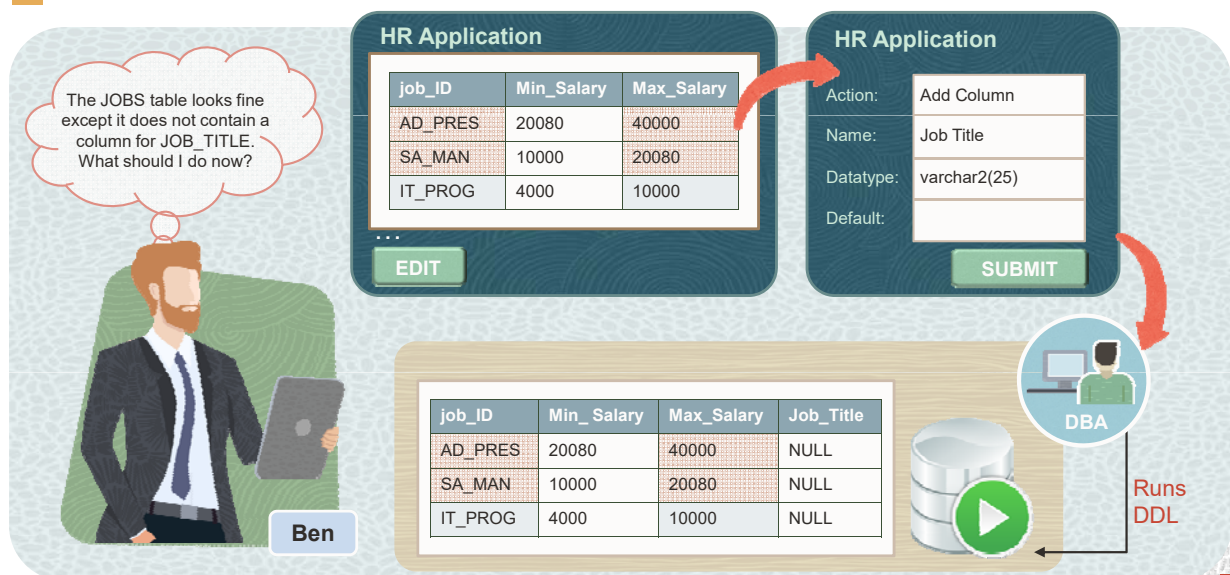 The JOBS table looks fine
except it does not contain a
column for JOB_TITLE.
What should I do now?
Ben
HR Application
job_ID Min_Salary Max_Salary
AD_PRES 20080 40000
SA_MAN 10000 20080
IT_PROG 4000 10000
...
EDIT
HR Application
Action: Add Column
Name: Job Title
Datatype: varchar2(25)
Default:
SUBMIT
DBA
Runs
DDL
job_ID Min_ Salary Max_Salary Job_Title
AD_PRES 20080 40000 NULL
SA_MAN 10000 20080 NULL
IT_PROG 4000 10000 NULL